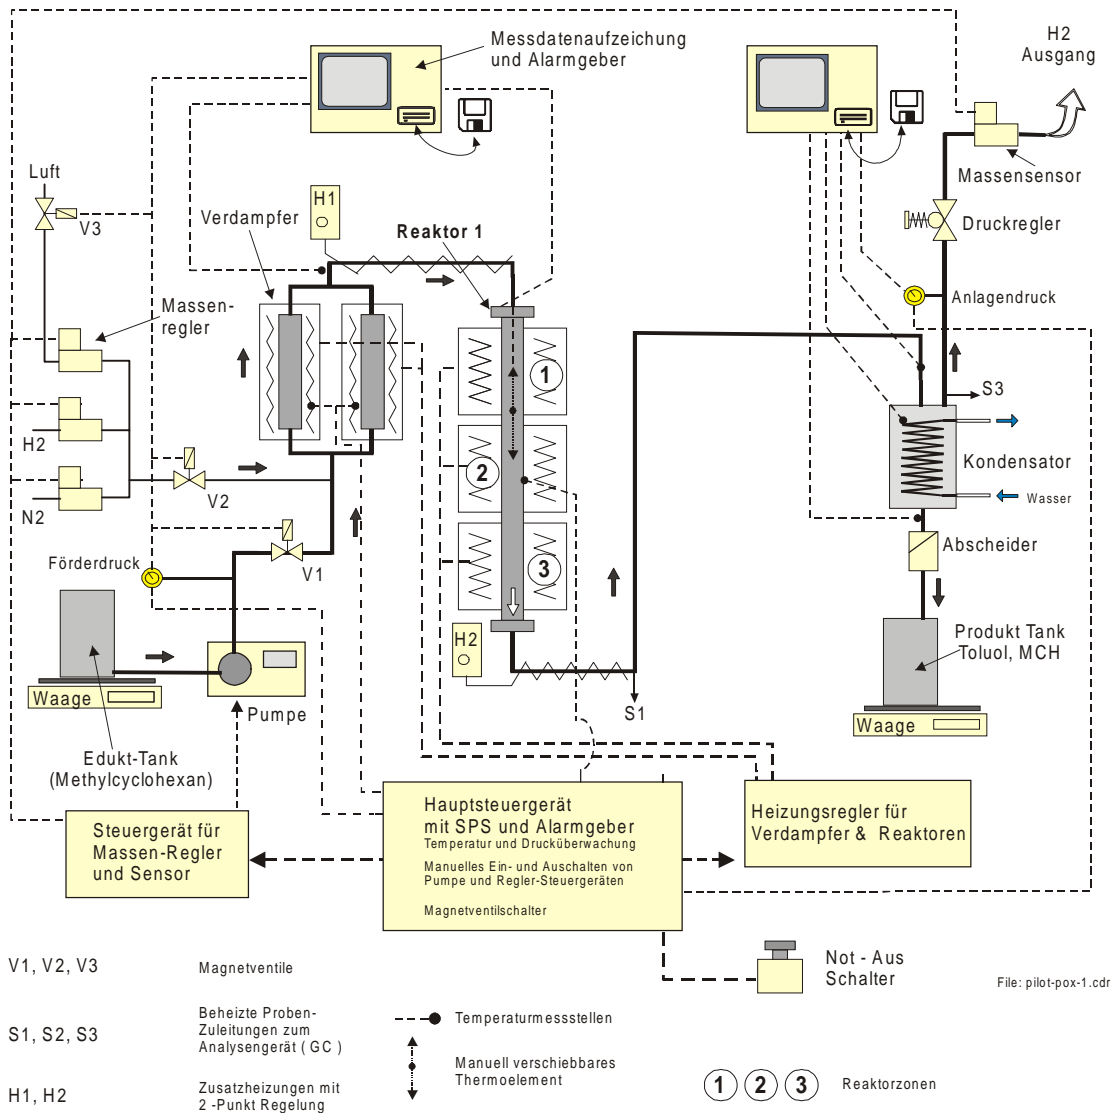 Messdatenaufzeichung
und Alarmgeber
H2
Ausgang
Massensensor
Luft
V3
Verdampfer
H1
Reaktor 1
Druckregler
Massen-
regler
Anlagendruck
1
S3
H2
2
Kondensator
N2
V2
Wasser
Förderdruck
V1
3
Abscheider
H2
Produkt Tank
Toluol, MCH
Waage
Pumpe
S1
Waage
Edukt-Tank
(Methylcyclohexan)
Steuergerät für
Massen-Regler
und Sensor
Hauptsteuergerät
mit SPS und Alarmgeber
Temperatur und Drucküberwachung
Manuelles Ein- und Auschalten von
Pumpe und Regler-Steuergeräten
Magnetventilschalter
Heizungsregler für
Verdampfer & Reaktoren
Not - Aus
Schalter
File: pilot-pox-1.cdr
V1, V2, V3
Magnetventile
S1, S2, S3
Beheizte Proben-
Zuleitungen zum
Analysengerät ( GC )
H1, H2
Zusatzheizungen mit
2 -Punkt Regelung
Temperaturmessstellen
Manuell verschiebbares
Thermoelement
1 2 3 Reaktorzonen